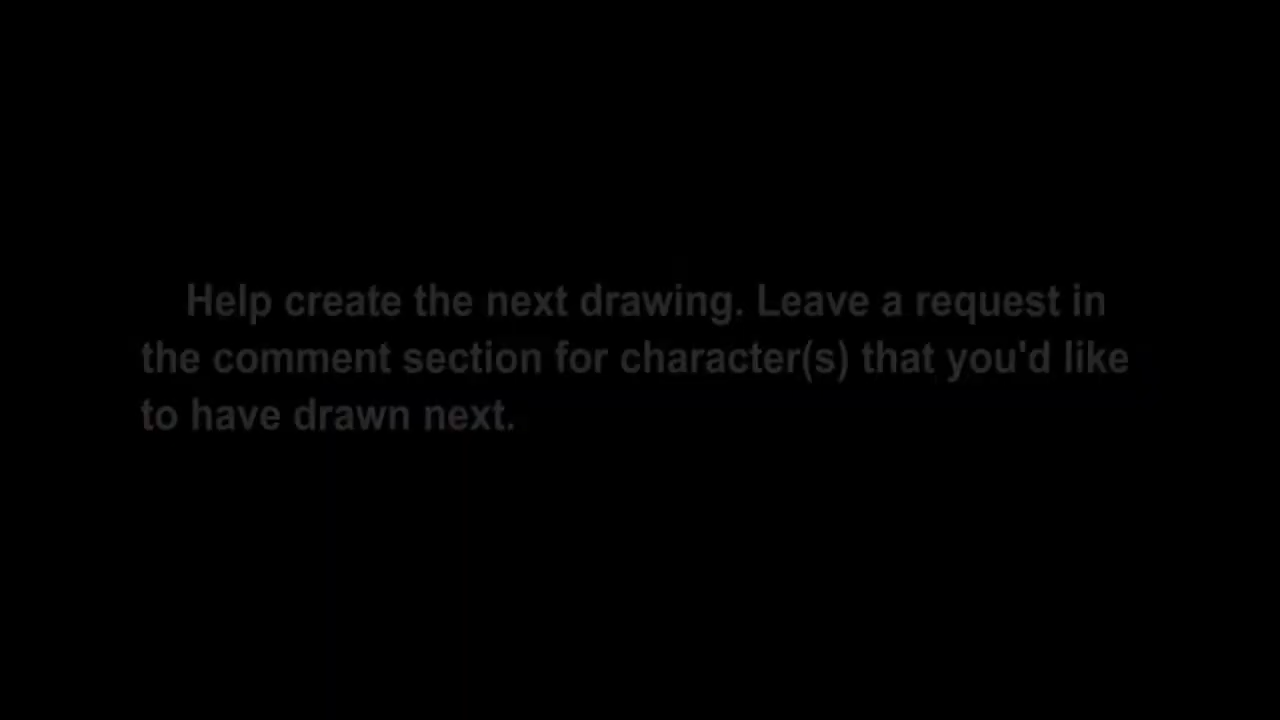 Help create the next drawing. Leave a request in
the comment section for character(s) that you'd like
to have drawn next.